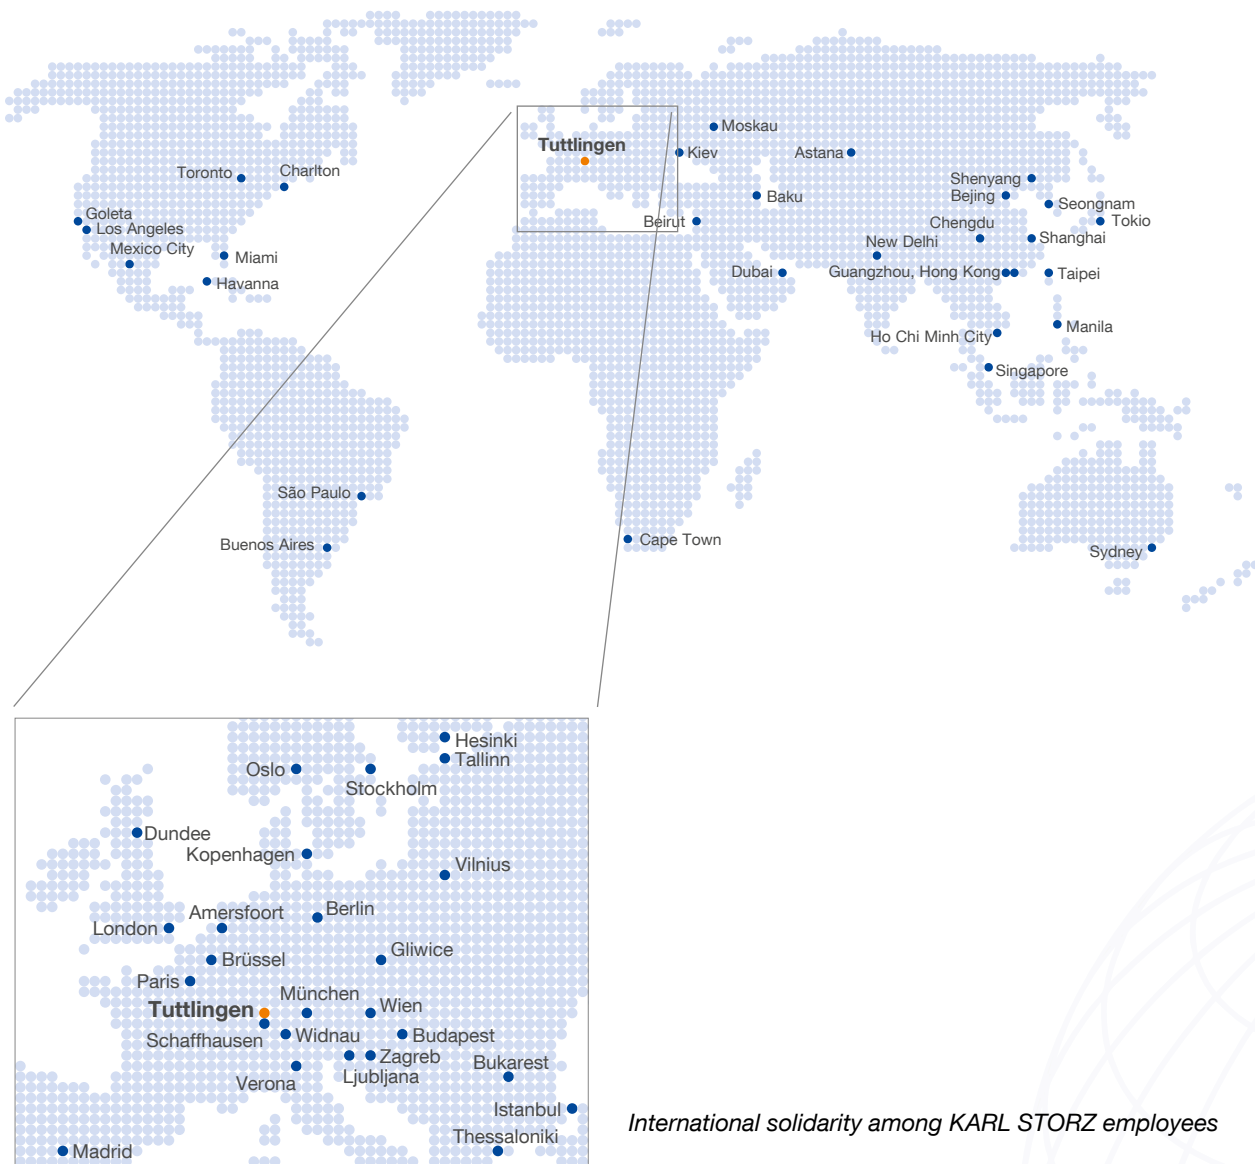 Moskau
Tuttlingen
Kiev
Astana
Toronto
Charlton
Shenyang
Bejing
Baku
Seongnam
Goleta
Beirut
Tokio
Los Angeles
Chengdu
Shanghai
Mexico City
New Delhi
Miami
Dubai
Guangzhou, Hong Kong
Taipei
Havanna
Manila
Ho Chi Minh City
Singapore
São Paulo
Buenos Aires
Cape Town
Sydney
Hesinki
Tallinn
Oslo
Stockholm
Dundee
Kopenhagen
Vilnius
Amersfoort
Berlin
London
Gliwice
Brüssel
Paris
München
Tuttlingen
Wien
Schaffhausen
Widnau
Budapest
Zagreb
Bukarest
Verona
Ljubljana
Istanbul
Thessaloniki
Madrid
International solidarity among KARL STORZ employees